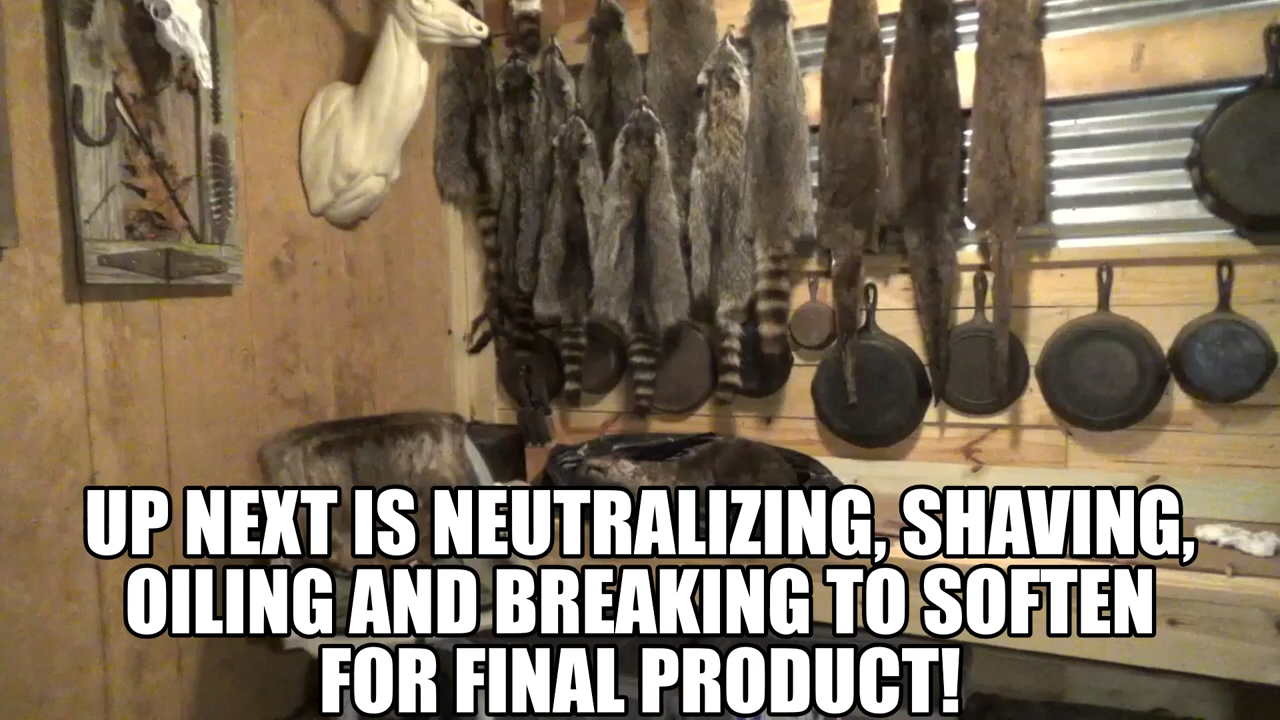 UP NEXT IS NEUTRALIZING, SHAVING,
OILING AND BREAKING TO SOFTEN
FOR FINAL PRODUCT!